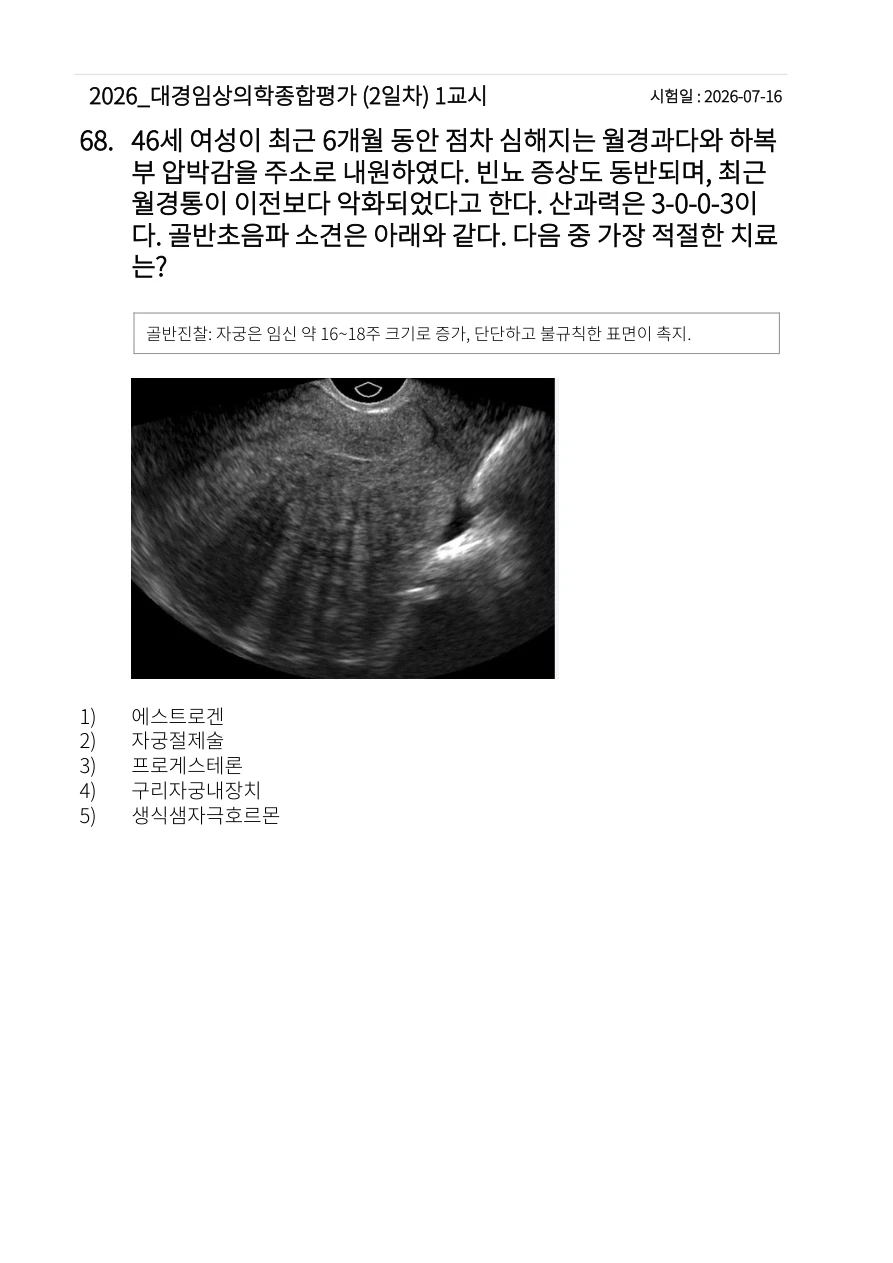 2026_대경임상의학종합평가 (2일차) 1교시
시험일 : 2026-07-16
68. 46세 여성이 최근 6개월 동안 점차 심해지는 월경과다와 하복
부 압박감을 주소로 내원하였다. 빈뇨 증상도 동반되며, 최근
월경통이 이전보다 악화되었다고 한다. 산과력은 3-0-0-3이
다. 골반초음파 소견은 아래와 같다. 다음 중 가장 적절한 치료
는?
골반진찰: 자궁은 임신 약 16~18주 크기로 증가, 단단하고 불규칙한 표면이 촉지.
1) 에스트로겐
2) 자궁절제술
3) 프로게스테론
4) 구리자궁내장치
5) 생식샘자극호르몬